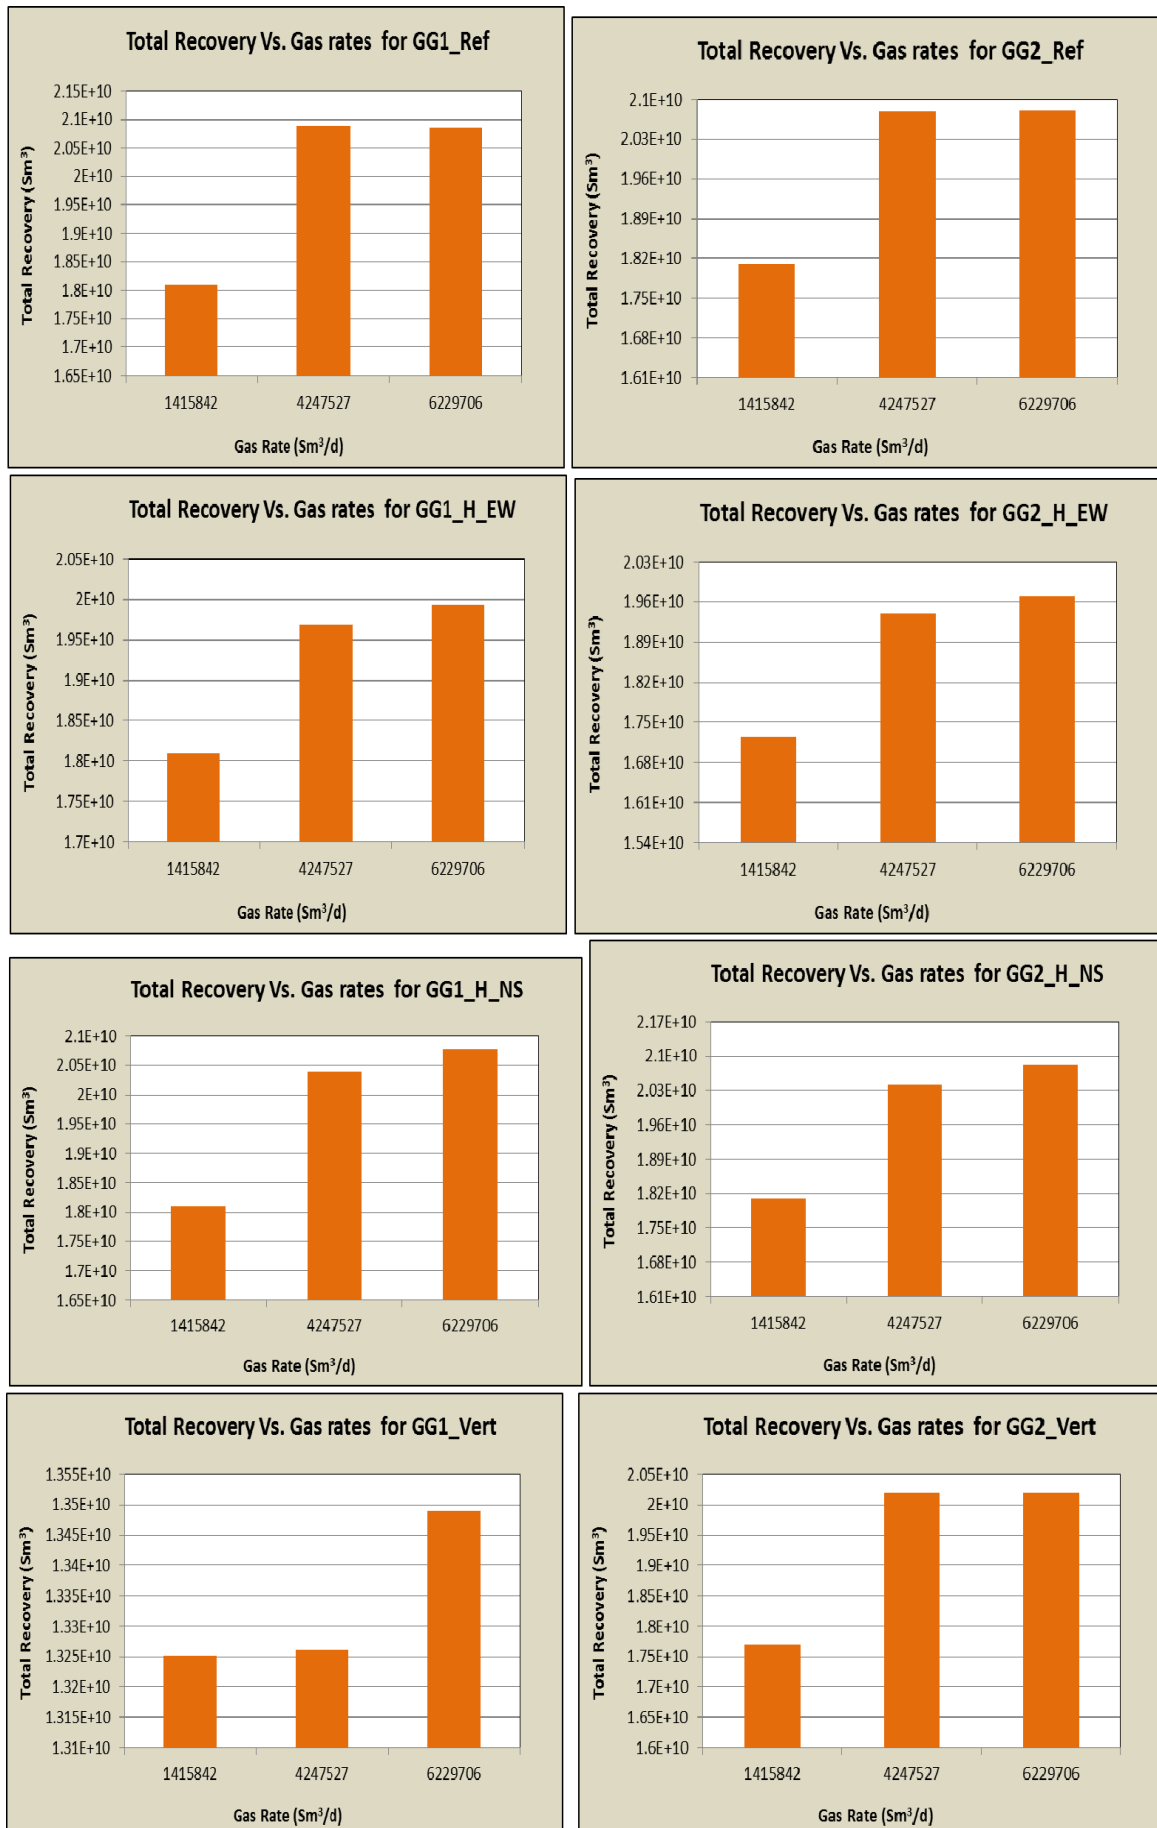 Total Recovery Vs. Gas rates for GG1_Ref
Total Recovery (Sm³)
2.15E+10
2.1E+10
2.05E+10
2E+10
1.95E+10
1.9E+10
1.85E+10
1.8E+10
1.75E+10
1.7E+10
1.65E+10
1415842 4247527 6229706
Gas Rate (Sm³/d)
Total Recovery Vs. Gas rates for GG2_Ref
Total Recovery (Sm³)
2.1E+10
2.03E+10
1.96E+10
1.89E+10
1.82E+10
1.75E+10
1.68E+10
1.61E+10
1415842 4247527 6229706
Gas Rate (Sm³/d)
Total Recovery Vs. Gas rates for GG1_H_EW
Total Recovery (Sm³)
2.05E+10
2E+10
1.95E+10
1.9E+10
1.85E+10
1.8E+10
1.75E+10
1.7E+10
1415842 4247527 6229706
Gas Rate (Sm³/d)
Total Recovery Vs. Gas rates for GG2_H_EW
Total Recovery (Sm³)
2.03E+10
1.96E+10
1.89E+10
1.82E+10
1.75E+10
1.68E+10
1.61E+10
1.54E+10
1415842 4247527 6229706
Gas Rate (Sm³/d)
Total Recovery Vs. Gas rates for GG1_H_NS
Total Recovery (Sm³)
2.1E+10
2.05E+10
2E+10
1.95E+10
1.9E+10
1.85E+10
1.8E+10
1.75E+10
1.7E+10
1.65E+10
1415842 4247527 6229706
Gas Rate (Sm³/d)
Total Recovery Vs. Gas rates for GG2_H_NS
Total Recovery (Sm³)
2.17E+10
2.1E+10
2.03E+10
1.96E+10
1.89E+10
1.82E+10
1.75E+10
1.68E+10
1.61E+10
1415842 4247527 6229706
Gas Rate (Sm³/d)
Total Recovery Vs. Gas rates for GG1_Vert
Total Recovery (Sm³)
1.355E+10
1.35E+10
1.345E+10
1.34E+10
1.335E+10
1.33E+10
1.325E+10
1.32E+10
1.315E+10
1.31E+10
1415842 4247527 6229706
Gas Rate (Sm³/d)
Total Recovery Vs. Gas rates for GG2_Vert
Total Recovery (Sm³)
2.05E+10
2E+10
1.95E+10
1.9E+10
1.85E+10
1.8E+10
1.75E+10
1.7E+10
1.65E+10
1.6E+10
1415842 4247527 6229706
Gas Rate (Sm³/d)